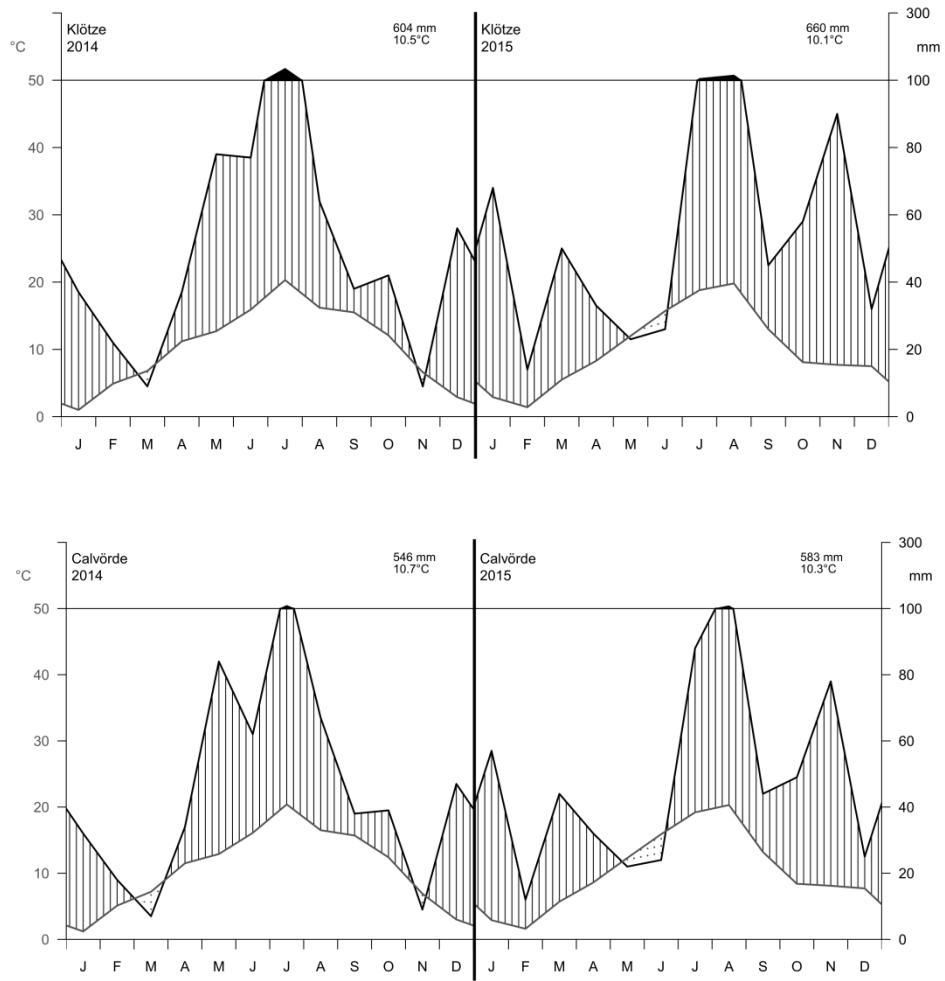 Klötze
2014
604 mm
10.5°C
Klötze
2015
660 mm
10.1°C
°C
mm
50
40
30
20
10
0
300
100
80
60
40
20
0
J F M A M J J A S O N D J F M A M J J A S O N D
Calvörde
2014
546 mm
10.7°C
Calvörde
2015
583 mm
10.3°C
°C
mm
50
40
30
20
10
0
300
100
80
60
40
20
0
J F M A M J J A S O N D J F M A M J J A S O N D